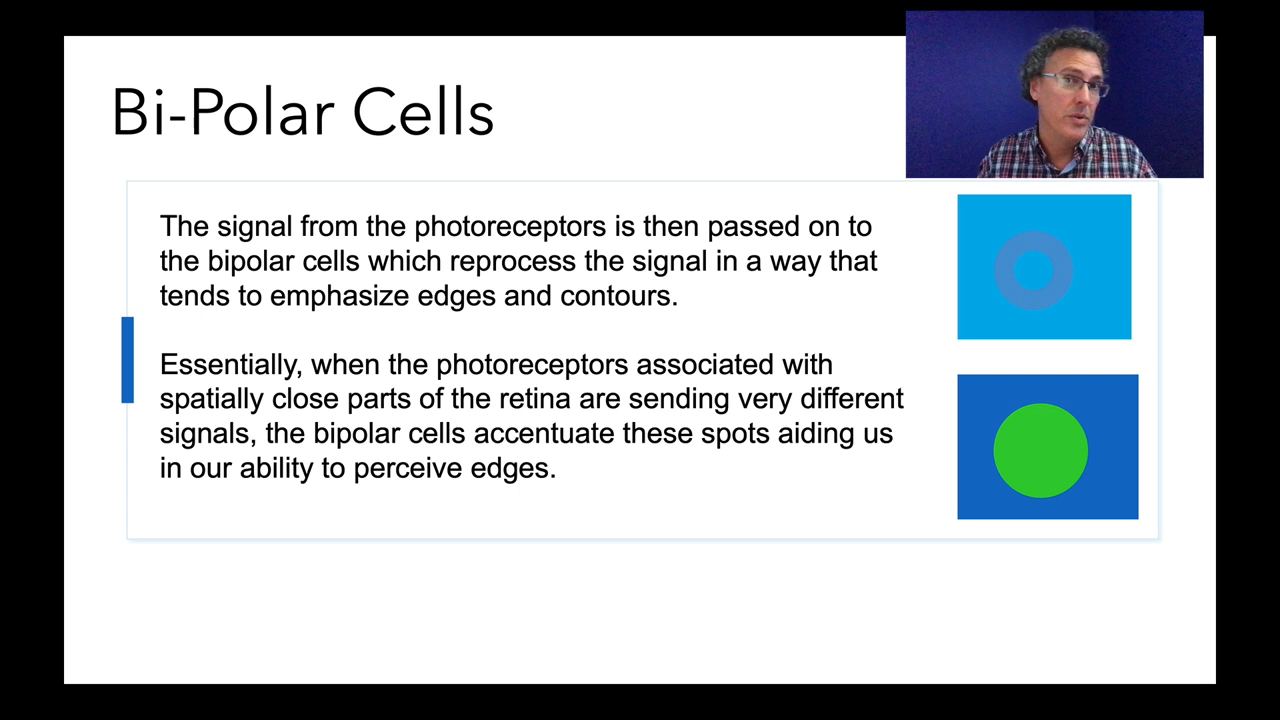 Bi-Polar Cells
The signal from the photoreceptors is then passed on to
the bipolar cells which reprocess the signal in a way that
tends to emphasize edges and contours.
Essentially, when the photoreceptors associated with
spatially close parts of the retina are sending very different
signals, the bipolar cells accentuate these spots aiding us
in our ability to perceive edges.